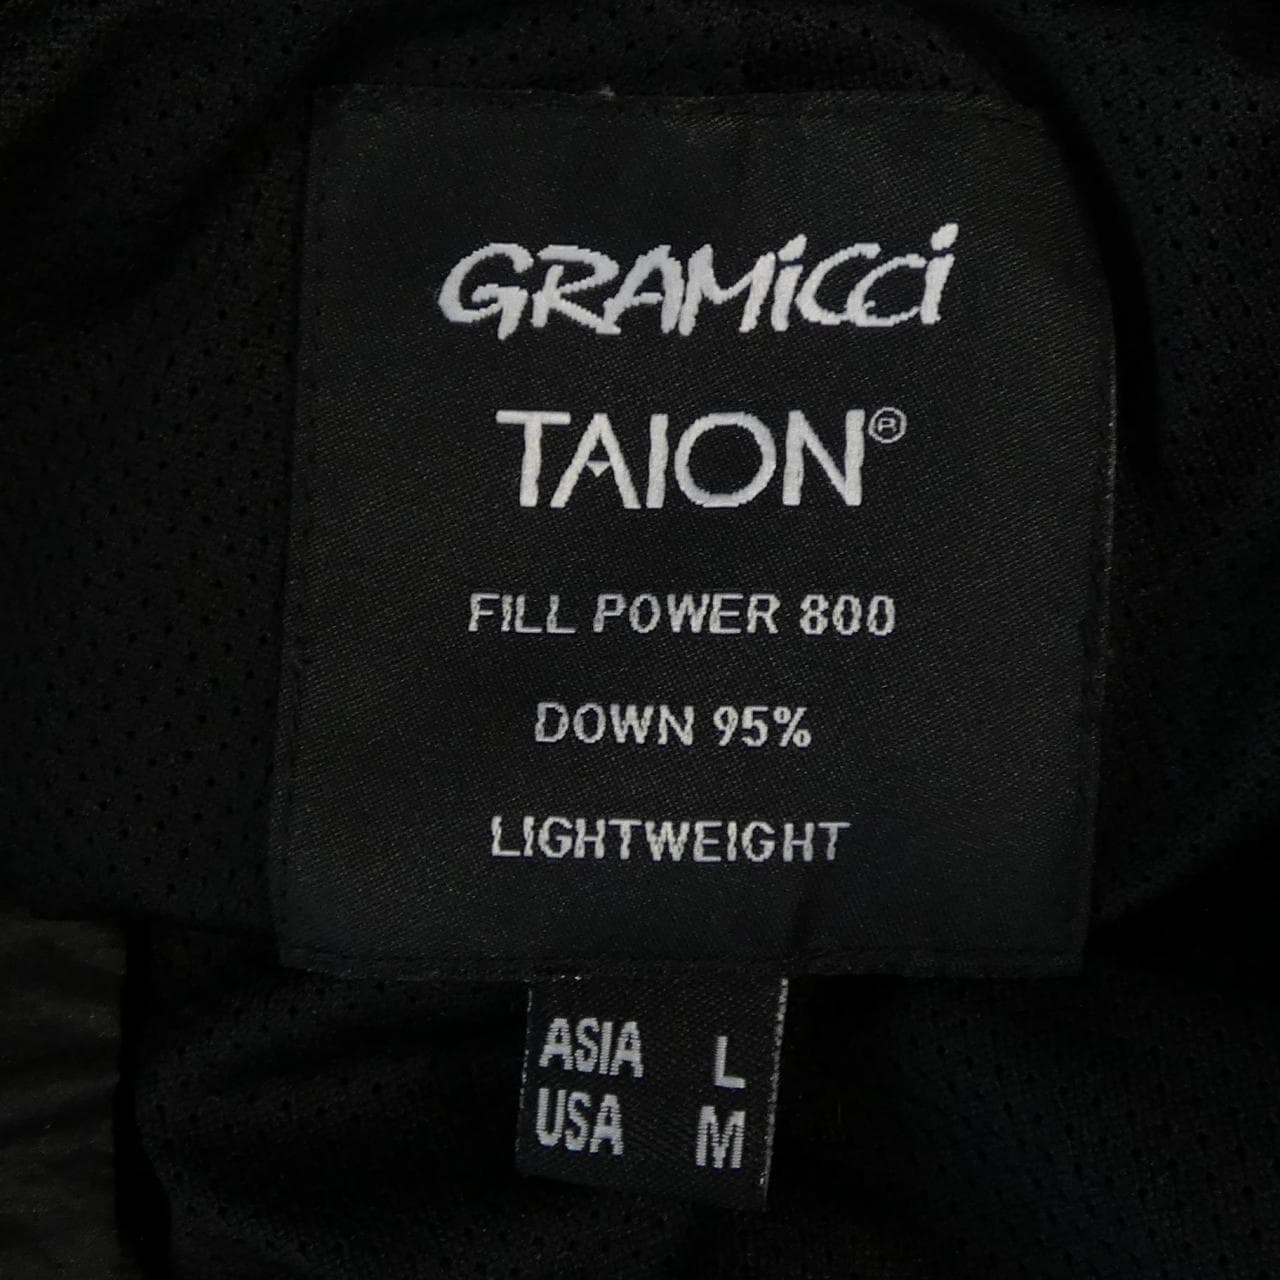 GRAMiCCi
TAION®
FILL POWER 800
DOWN 95%
LIGHTWEIGHT
ASIA L
USA M